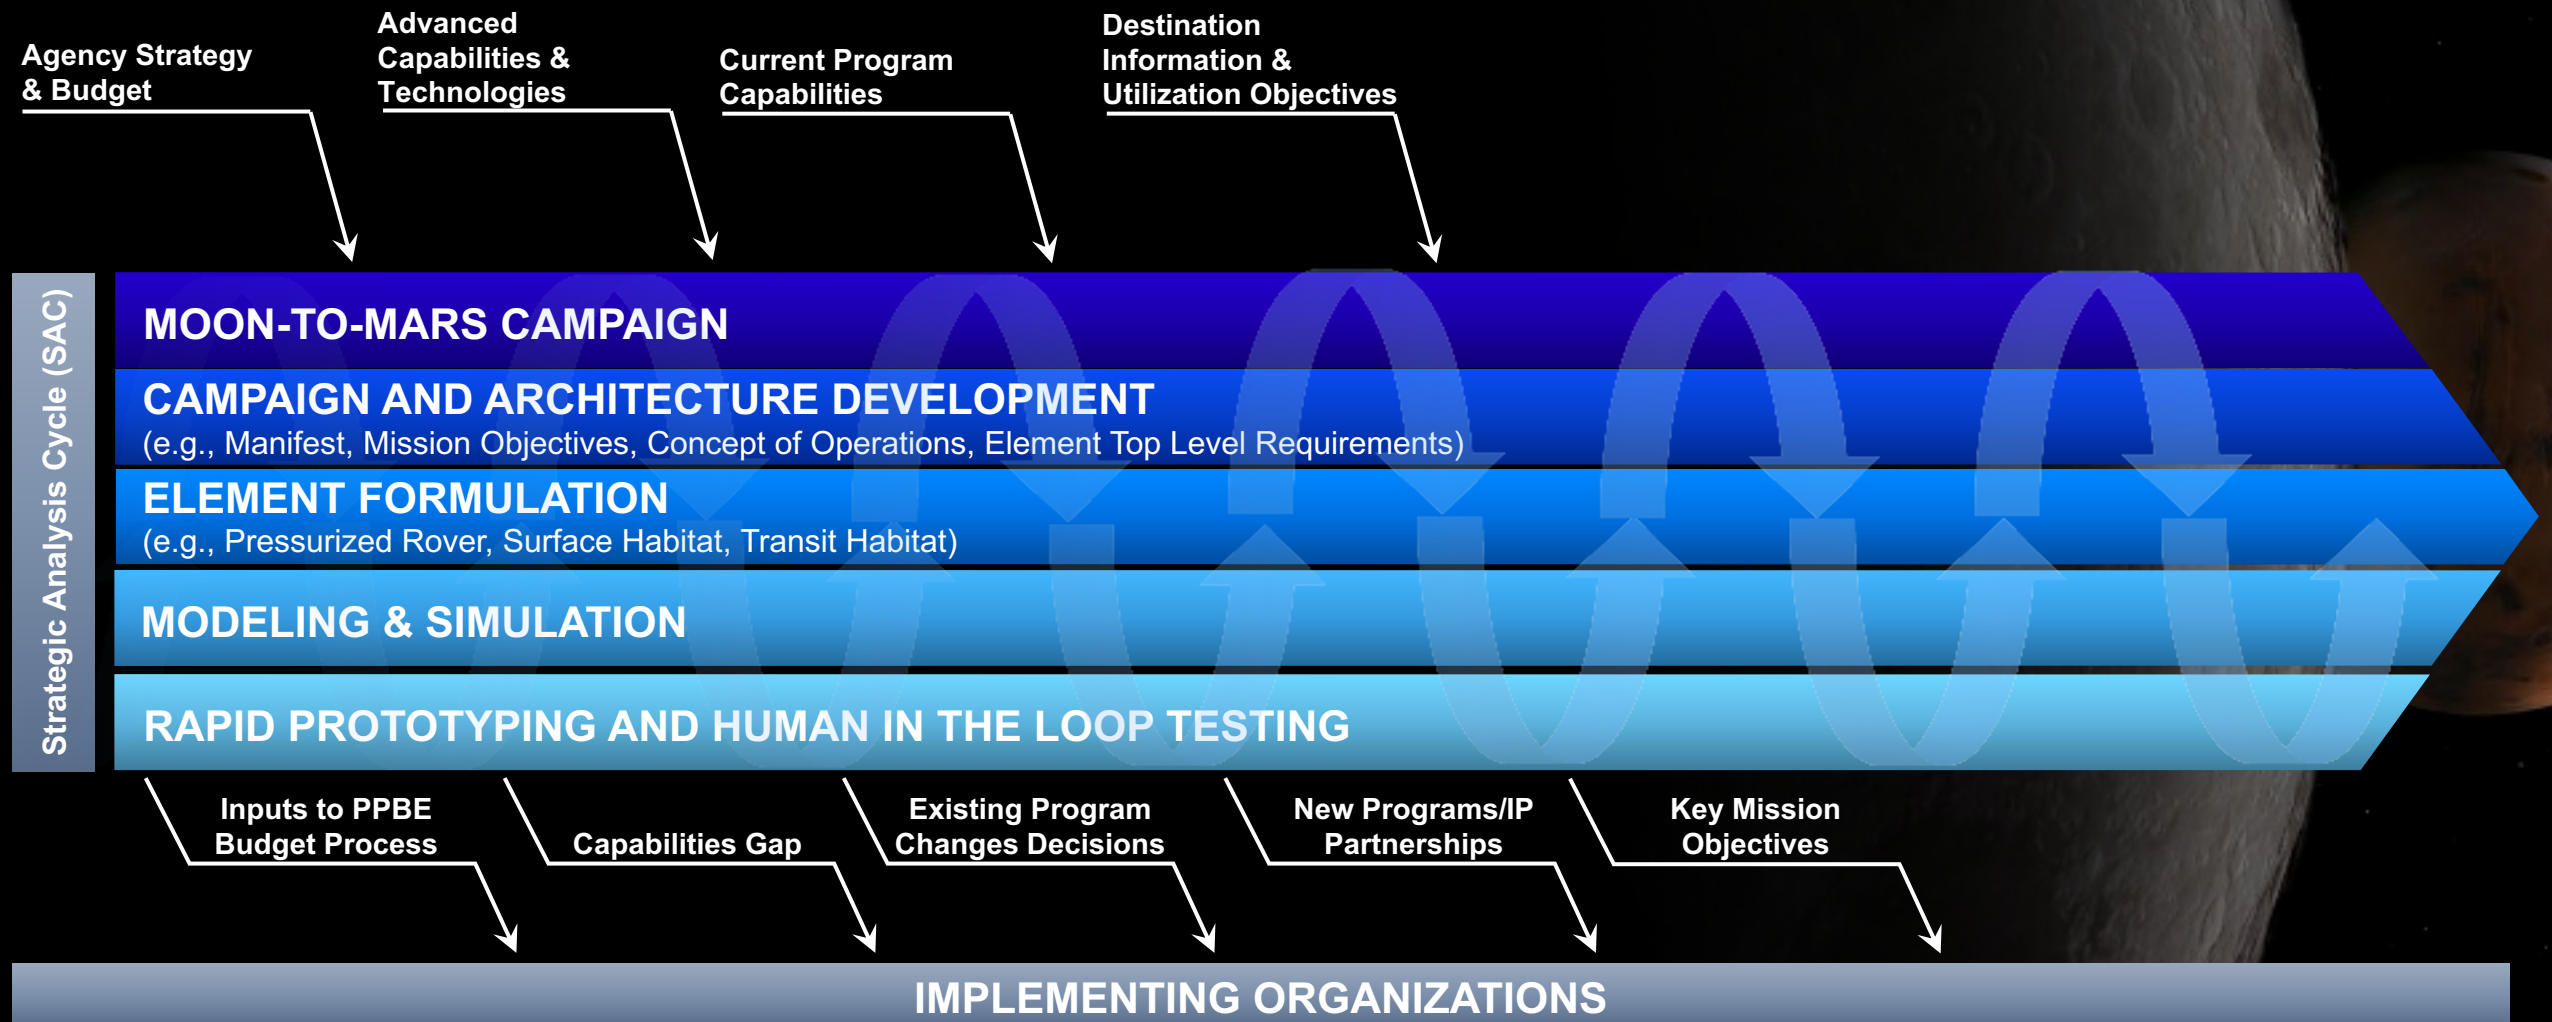 Agency Strategy
& Budget
Advanced
Capabilities &
Technologies
Current Program
Capabilities
Destination
Information &
Utilization Objectives
Strategic Analysis Cycle (SAC)
MOON-TO-MARS CAMPAIGN
CAMPAIGN AND ARCHITECTURE DEVELOPMENT
(e.g., Manifest, Mission Objectives, Concept of Operations, Element Top Level Requirements)
ELEMENT FORMULATION
(e.g., Pressurized Rover, Surface Habitat, Transit Habitat)
MODELING & SIMULATION
RAPID PROTOTYPING AND HUMAN IN THE LOOP TESTING
Inputs to PPBE
Budget Process
Capabilities Gap
Existing Program
Changes Decisions
New Programs/IP
Partnerships
Key Mission
Objectives
IMPLEMENTING ORGANIZATIONS